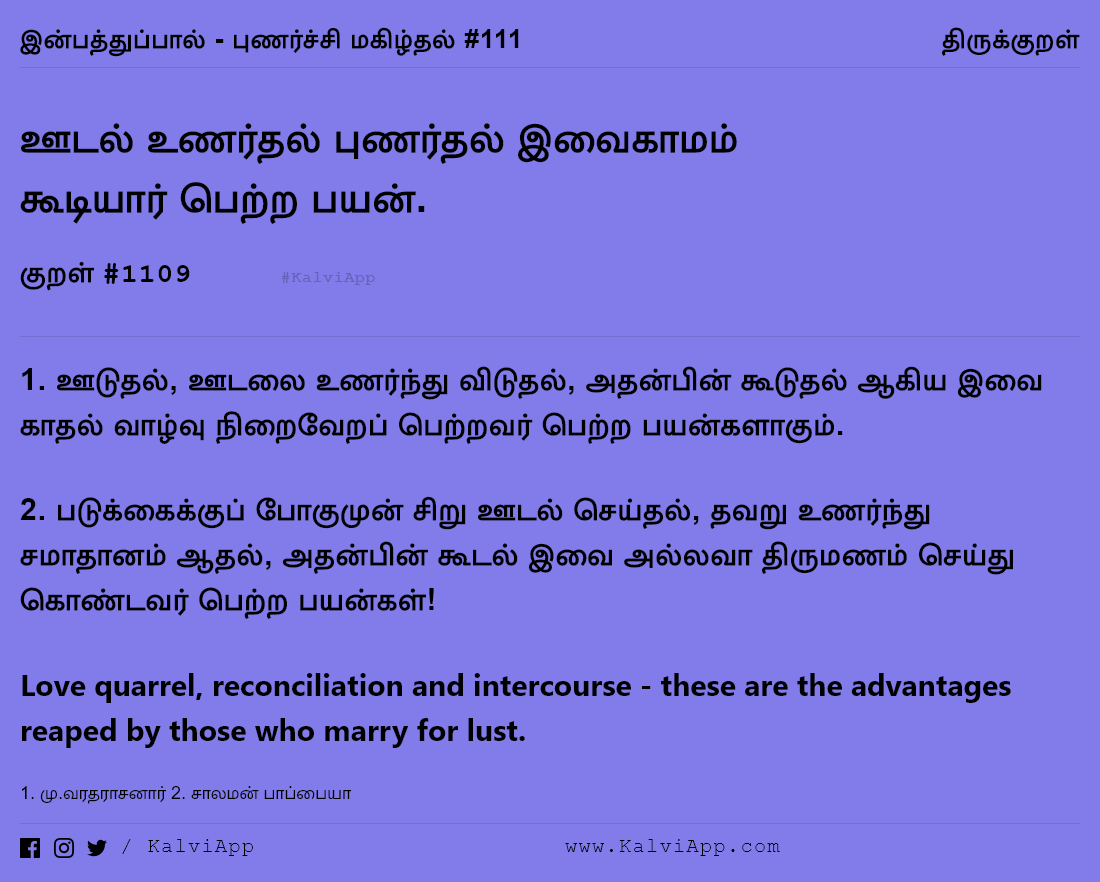 இன்பத்துப்பால் - புணர்ச்சி மகிழ்தல் #111
திருக்குறள்
ஊடல் உணர்தல் புணர்தல் இவைகாமம்
கூடியார் பெற்ற பயன்.
குறள் #1109
#KalviApp
1. ஊடுதல், ஊடலை உணர்ந்து விடுதல், அதன்பின் கூடுதல் ஆகிய இவை
காதல் வாழ்வு நிறைவேறப் பெற்றவர் பெற்ற பயன்களாகும்.
2. படுக்கைக்குப் போகுமுன் சிறு ஊடல் செய்தல், தவறு உணர்ந்து
சமாதானம் ஆதல், அதன்பின் கூடல் இவை அல்லவா திருமணம் செய்து
கொண்டவர் பெற்ற பயன்கள்!
Love quarrel, reconciliation and intercourse - these are the advantages
reaped by those who marry for lust.
1. மு.வரதராசனார் 2. சாலமன் பாப்பையா
/ KalviApp
www.KalviApp.com